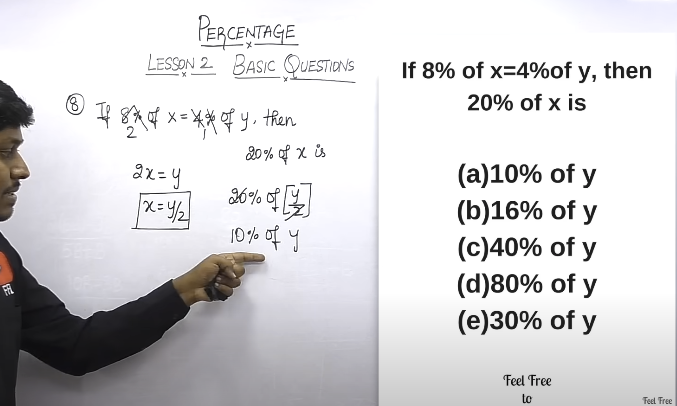 PERCENTAGE
LESSON 2 BASIC QUESTIONS
⑧ If 8% of x = 4% of y, then
2 1
20% of x is
2x = y
x = y/2
20% of [y/2]
10% of y
FFL
If 8% of x=4%of y, then
20% of x is
(a)10% of y
(b)16% of y
(c)40% of y
(d)80% of y
(e)30% of y
Feel Free
to
Feel Free